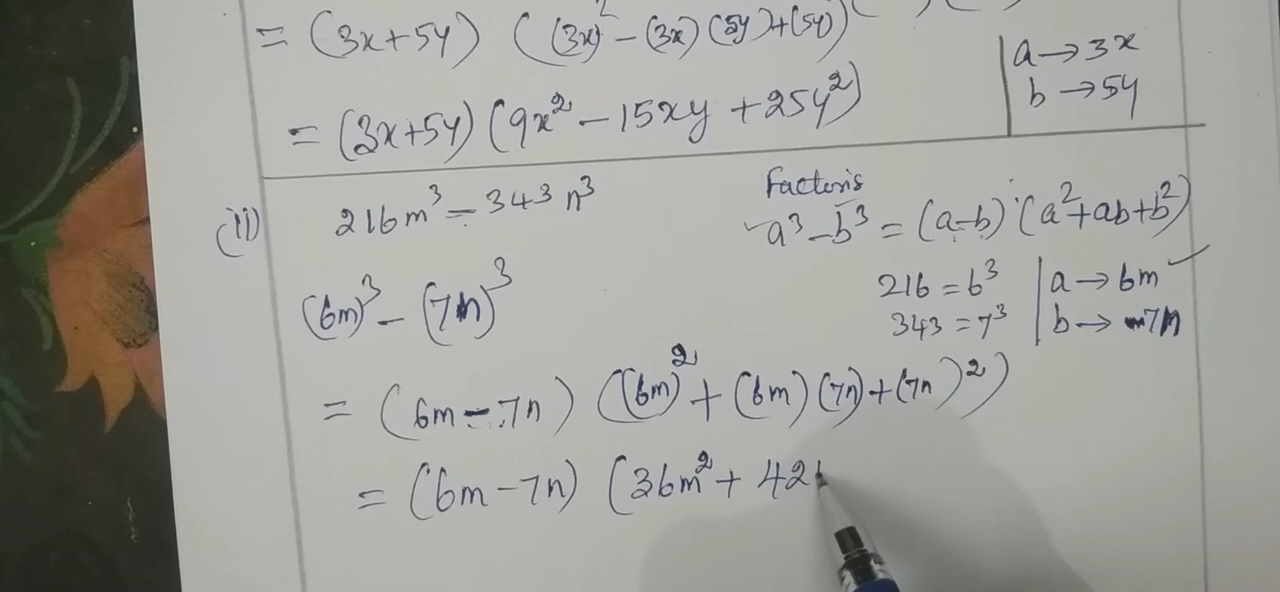 = (3x+5y) ((3x)² - (3x) (5y)+(5y)²)
= (3x+5y) (9x² - 15xy + 25y²)
a → 3x
b → 5y
(ii) 216m³ - 343n³
Factoris
a³ - b³ = (a-b) (a²+ab+b²)
(6m)³ - (7n)³
216 = 6³
343 = 7³
a → 6m
b → 7n
= (6m - 7n) ((6m)² + (6m) (7n) + (7n)²)
= (6m - 7n) (36m² + 42